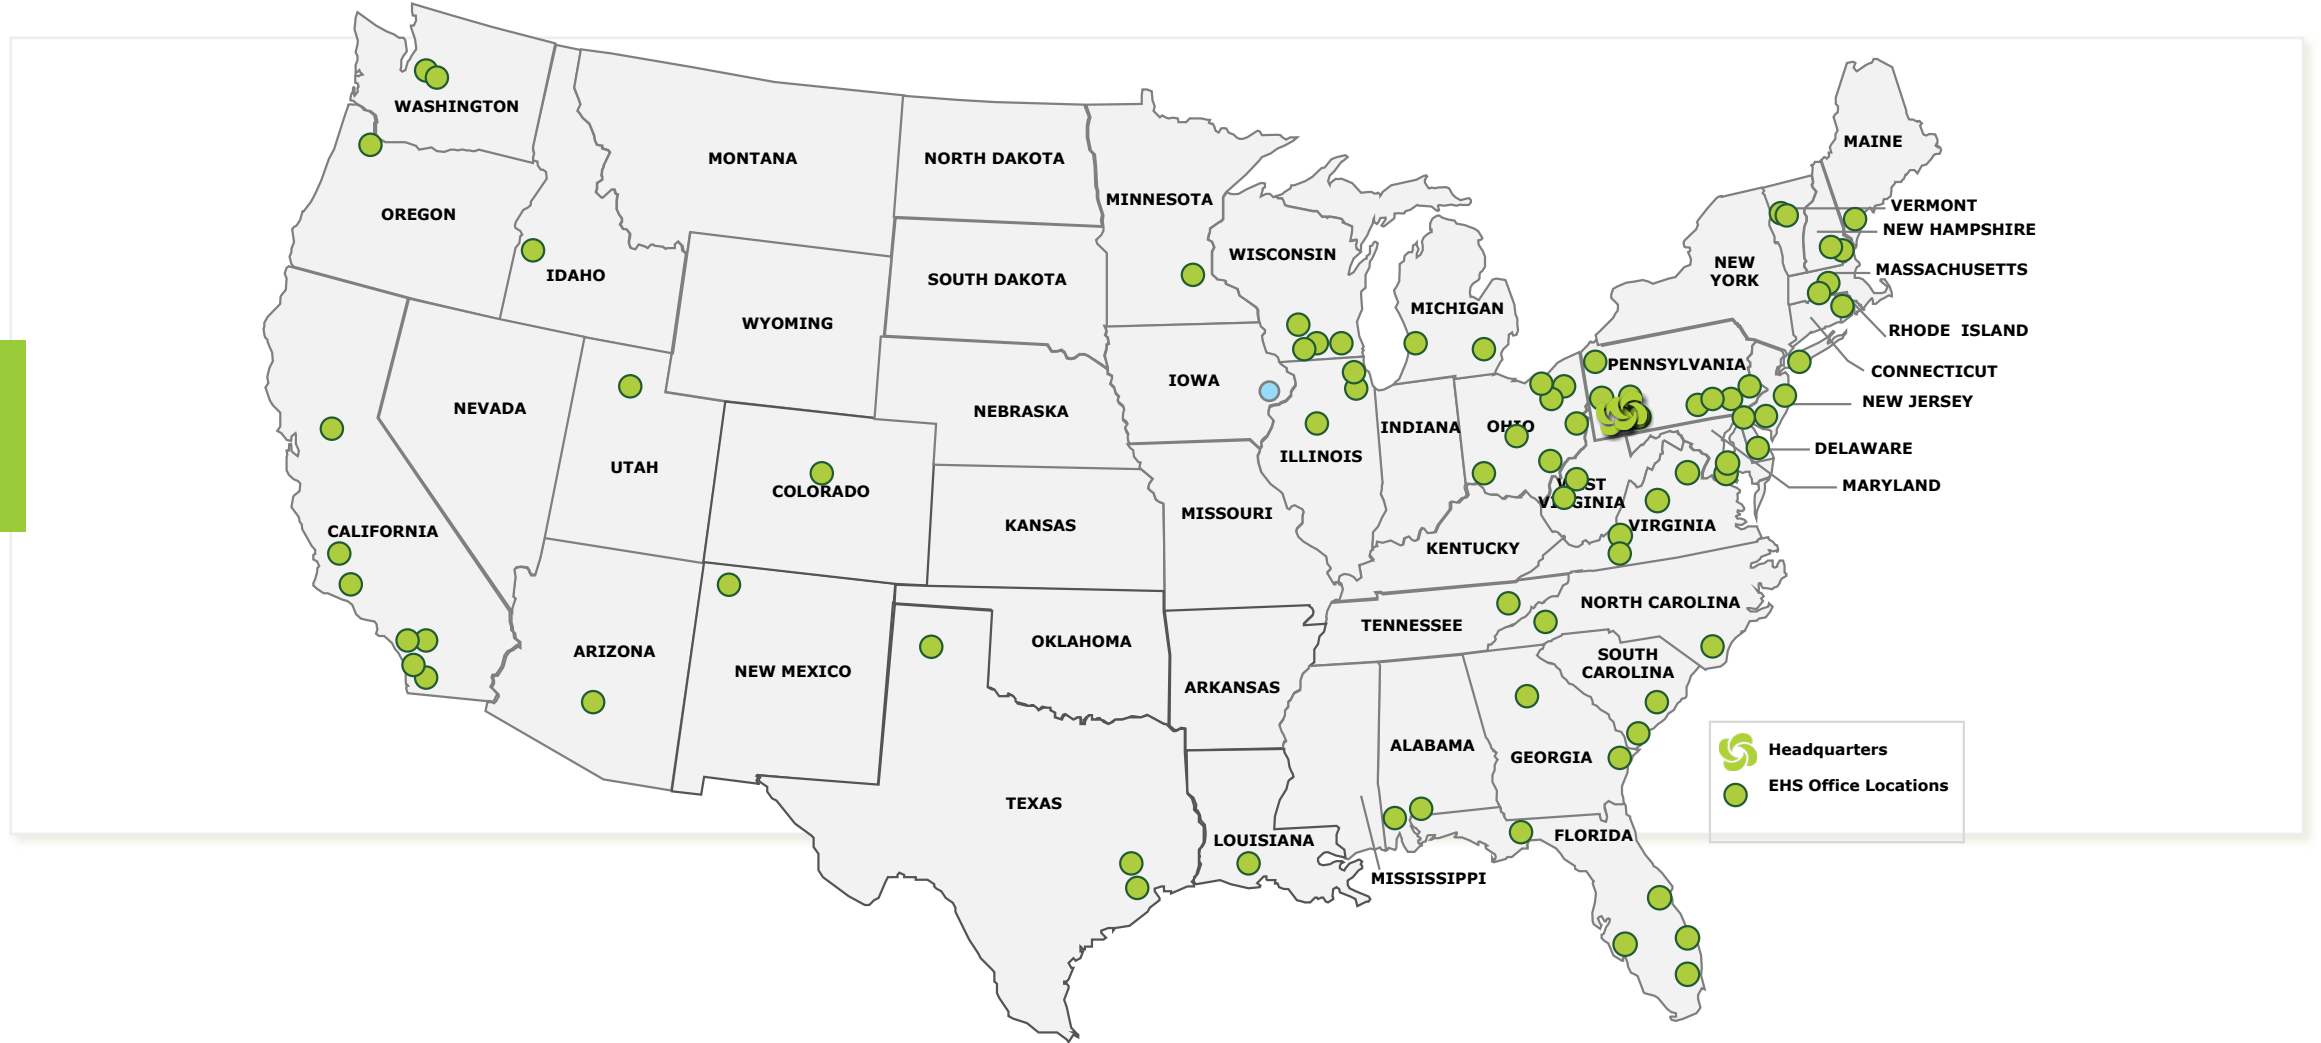 WASHINGTON
MAINE
MONTANA
NORTH DAKOTA
MINNESOTA
VERMONT
OREGON
NEW HAMPSHIRE
WISCONSIN
NEW
YORK
MASSACHUSETTS
IDAHO
SOUTH DAKOTA
MICHIGAN
WYOMING
RHODE ISLAND
PENNSYLVANIA
CONNECTICUT
IOWA
NEW JERSEY
NEVADA
NEBRASKA
INDIANA
OHIO
DELAWARE
ILLINOIS
UTAH
COLORADO
MARYLAND
WEST
VIRGINIA
MISSOURI
KANSAS
VIRGINIA
CALIFORNIA
KENTUCKY
NORTH CAROLINA
TENNESSEE
OKLAHOMA
ARIZONA
SOUTH
CAROLINA
NEW MEXICO
ARKANSAS
ALABAMA
GEORGIA
Headquarters
EHS Office Locations
TEXAS
FLORIDA
LOUISIANA
MISSISSIPPI